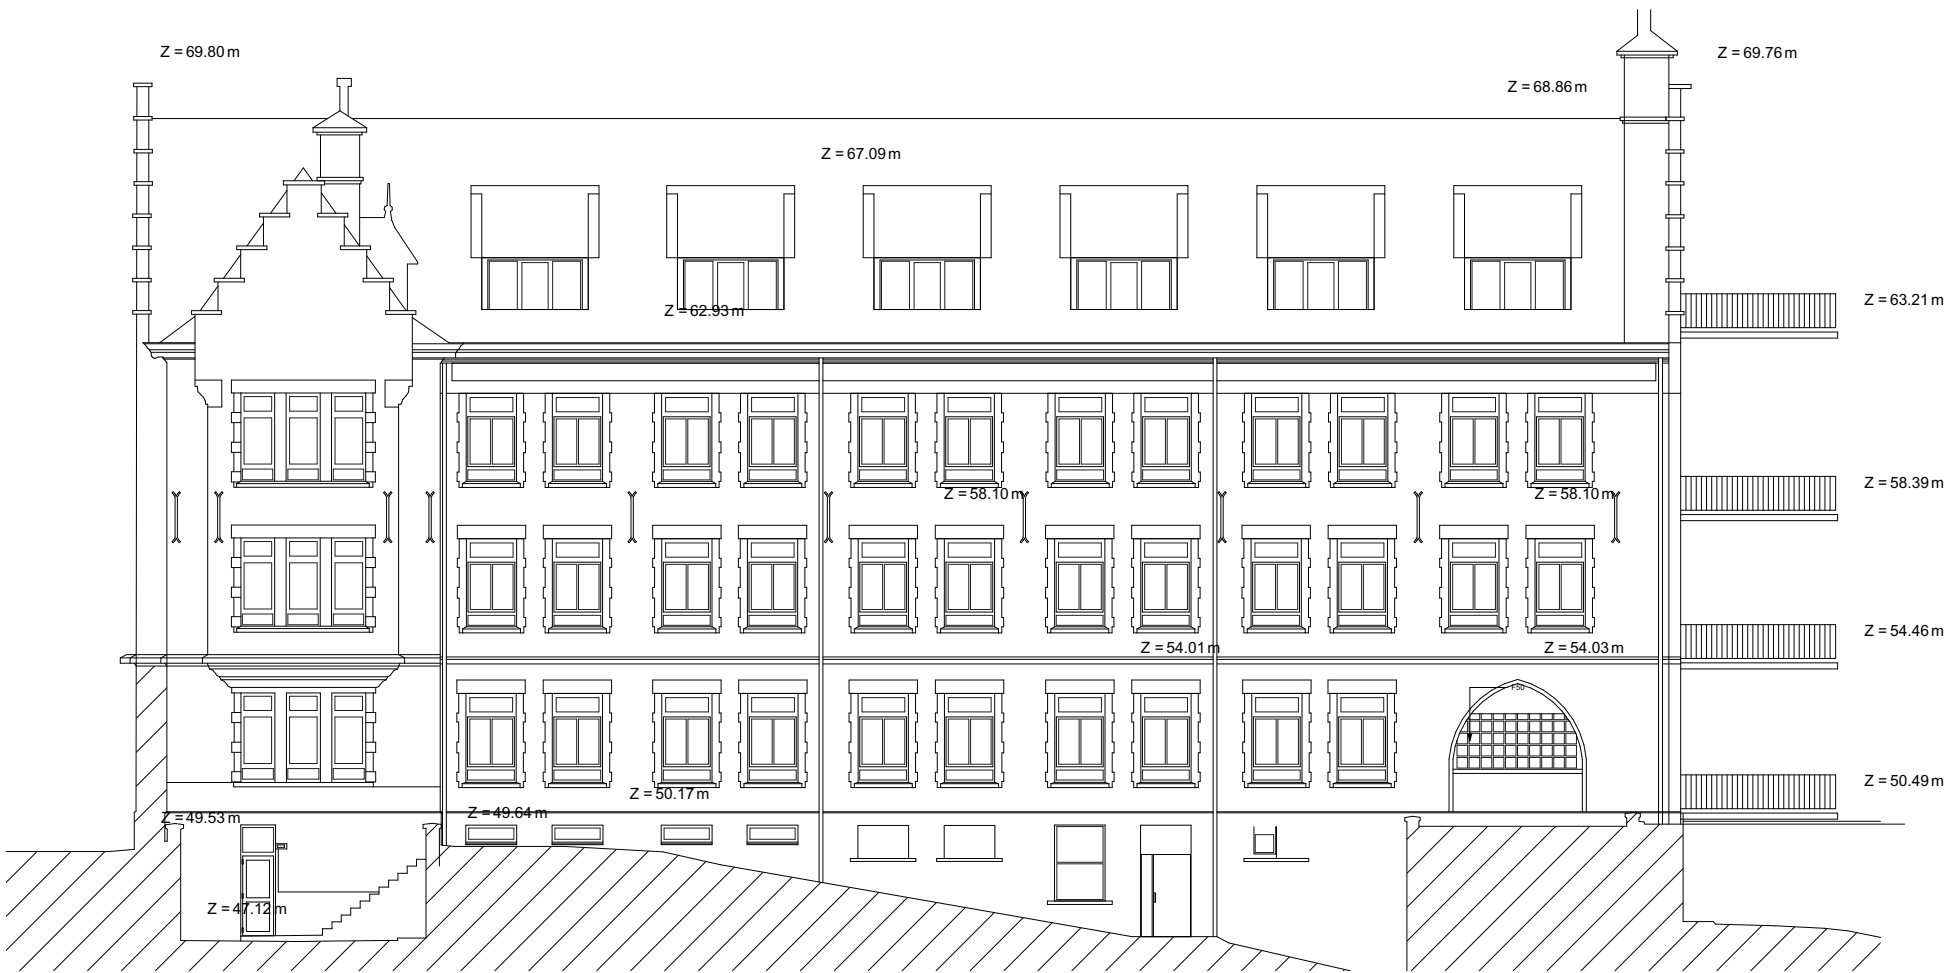 Z = 69.80 m
Z = 69.76 m
Z = 68.86 m
Z = 67.09 m
Z = 63.21 m
Z = 62.93 m
Z = 58.39 m
Z = 58.10 m
Z = 58.10 m
Z = 54.46 m
Z = 54.01 m
Z = 54.03 m
F50
Z = 50.49 m
Z = 50.17 m
Z = 49.64 m
Z = 49.53 m
Z = 47.12 m